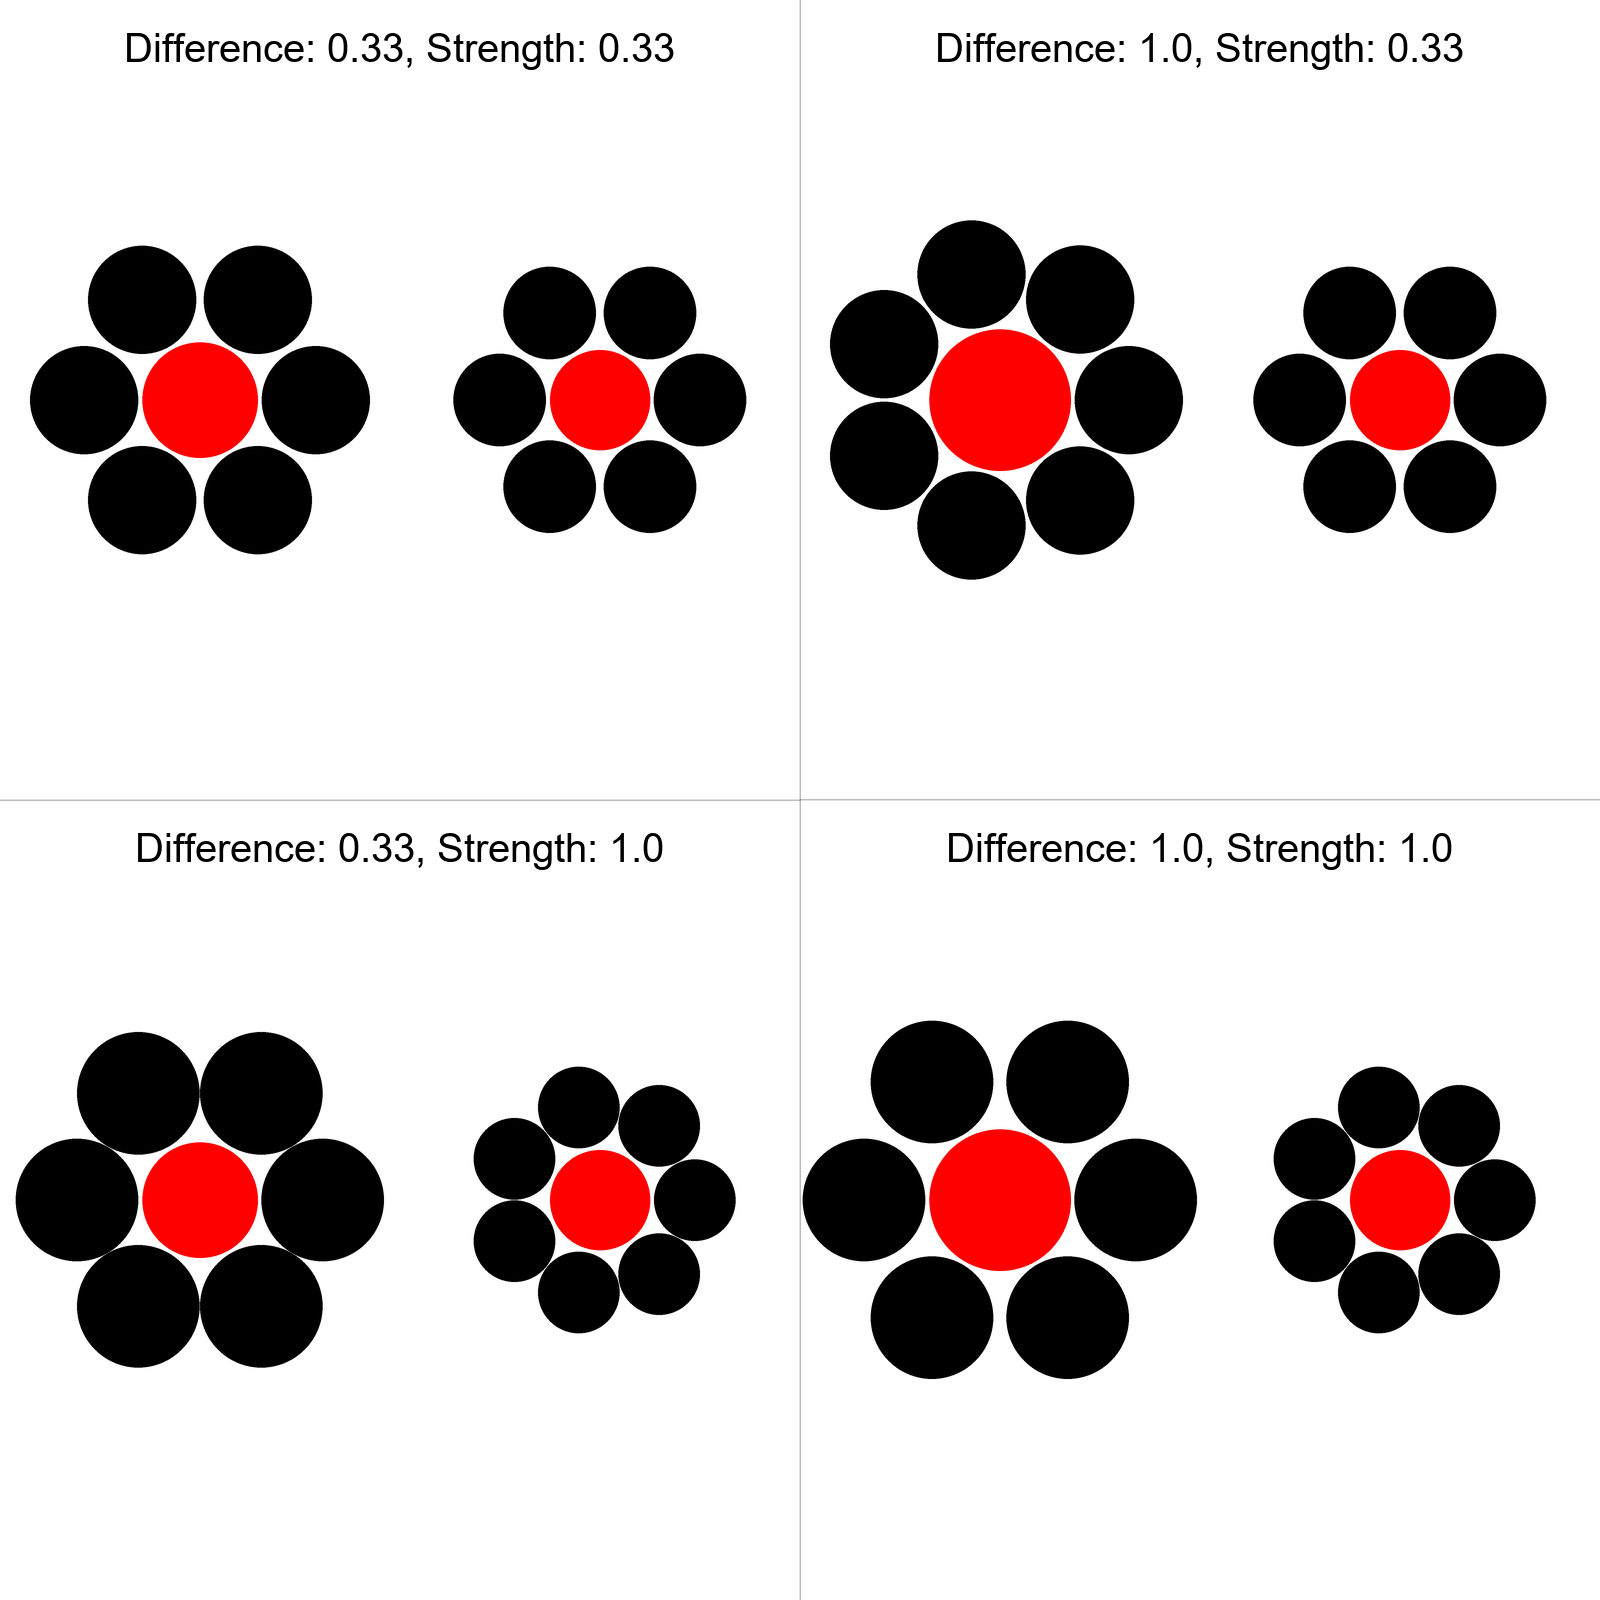 Difference: 0.33, Strength: 0.33
Difference: 1.0, Strength: 0.33
Difference: 0.33, Strength: 1.0
Difference: 1.0, Strength: 1.0